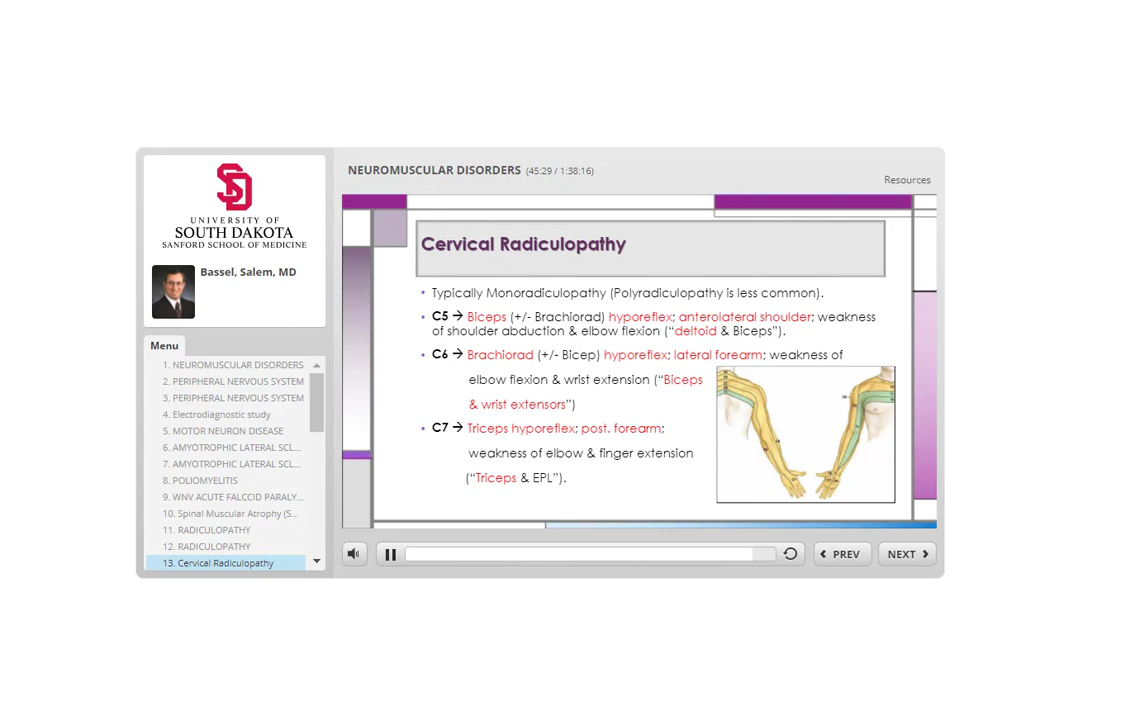 UNIVERSITY OF
SOUTH DAKOTA
SANFORD SCHOOL OF MEDICINE
Bassel, Salem, MD
Menu
1. NEUROMUSCULAR DISORDERS
2. PERIPHERAL NERVOUS SYSTEM
3. PERIPHERAL NERVOUS SYSTEM
4. Electrodiagnostic study
5. MOTOR NEURON DISEASE
6. AMYOTROPHIC LATERAL SCL...
7. AMYOTROPHIC LATERAL SCL...
8. POLIOMYELITIS
9. WNV ACUTE FALCCID PARALY...
10. Spinal Muscular Atrophy (S...
11. RADICULOPATHY
12. RADICULOPATHY
13. Cervical Radiculopathy
NEUROMUSCULAR DISORDERS (45:29 / 1:38:16)
Resources
Cervical Radiculopathy
• Typically Monoradiculopathy (Polyradiculopathy is less common).
• C5 → Biceps (+/- Brachiorad) hyporeflex; anterolateral shoulder; weakness
of shoulder abduction & elbow flexion ("deltoid & Biceps").
• C6 → Brachiorad (+/- Bicep) hyporeflex; lateral forearm; weakness of
elbow flexion & wrist extension ("Biceps
& wrist extensors")
• C7 → Triceps hyporeflex; post. forearm;
weakness of elbow & finger extension
("Triceps & EPL").
PREV
NEXT